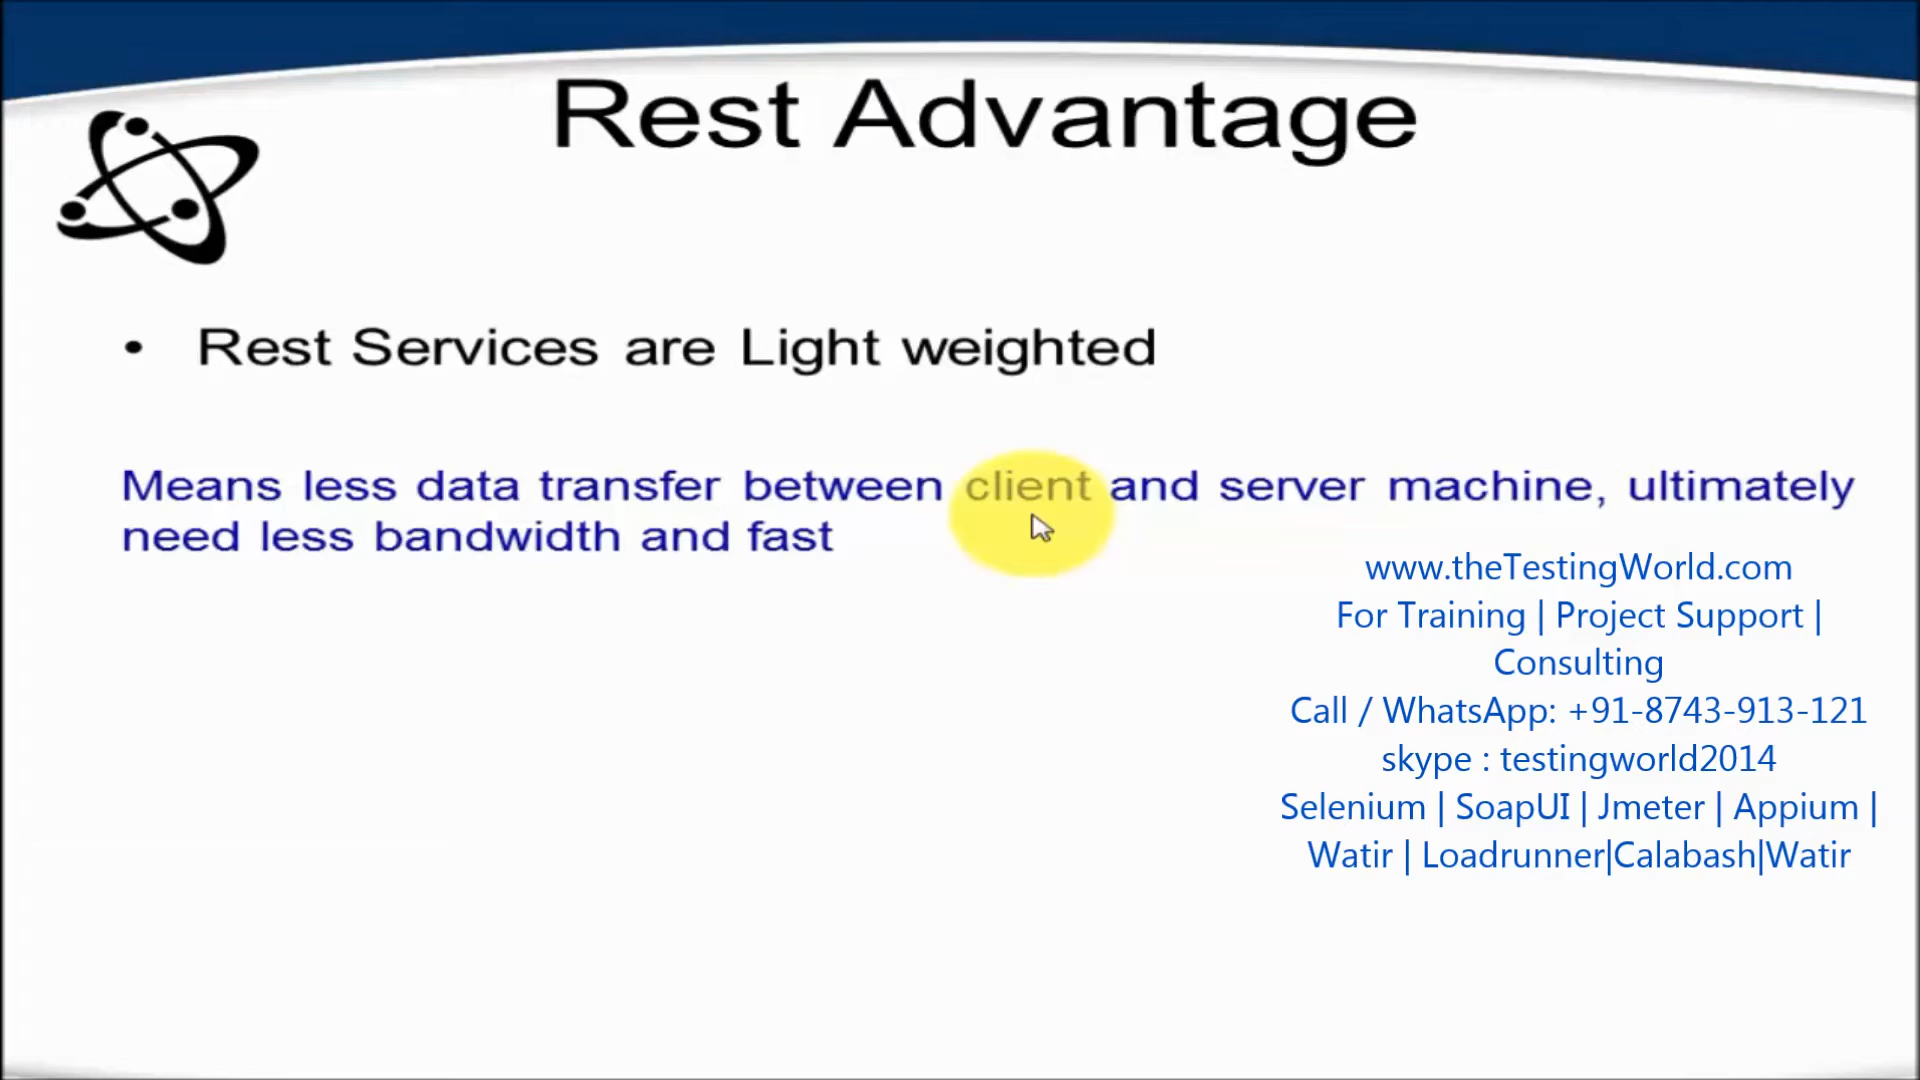 Rest Advantage
• Rest Services are Light weighted
Means less data transfer between client and server machine, ultimately
need less bandwidth and fast
www.theTestingWorld.com
For Training | Project Support |
Consulting
Call / WhatsApp: +91-8743-913-121
skype : testingworld2014
Selenium | SoapUI | Jmeter | Appium |
Watir | Loadrunner|Calabash|Watir